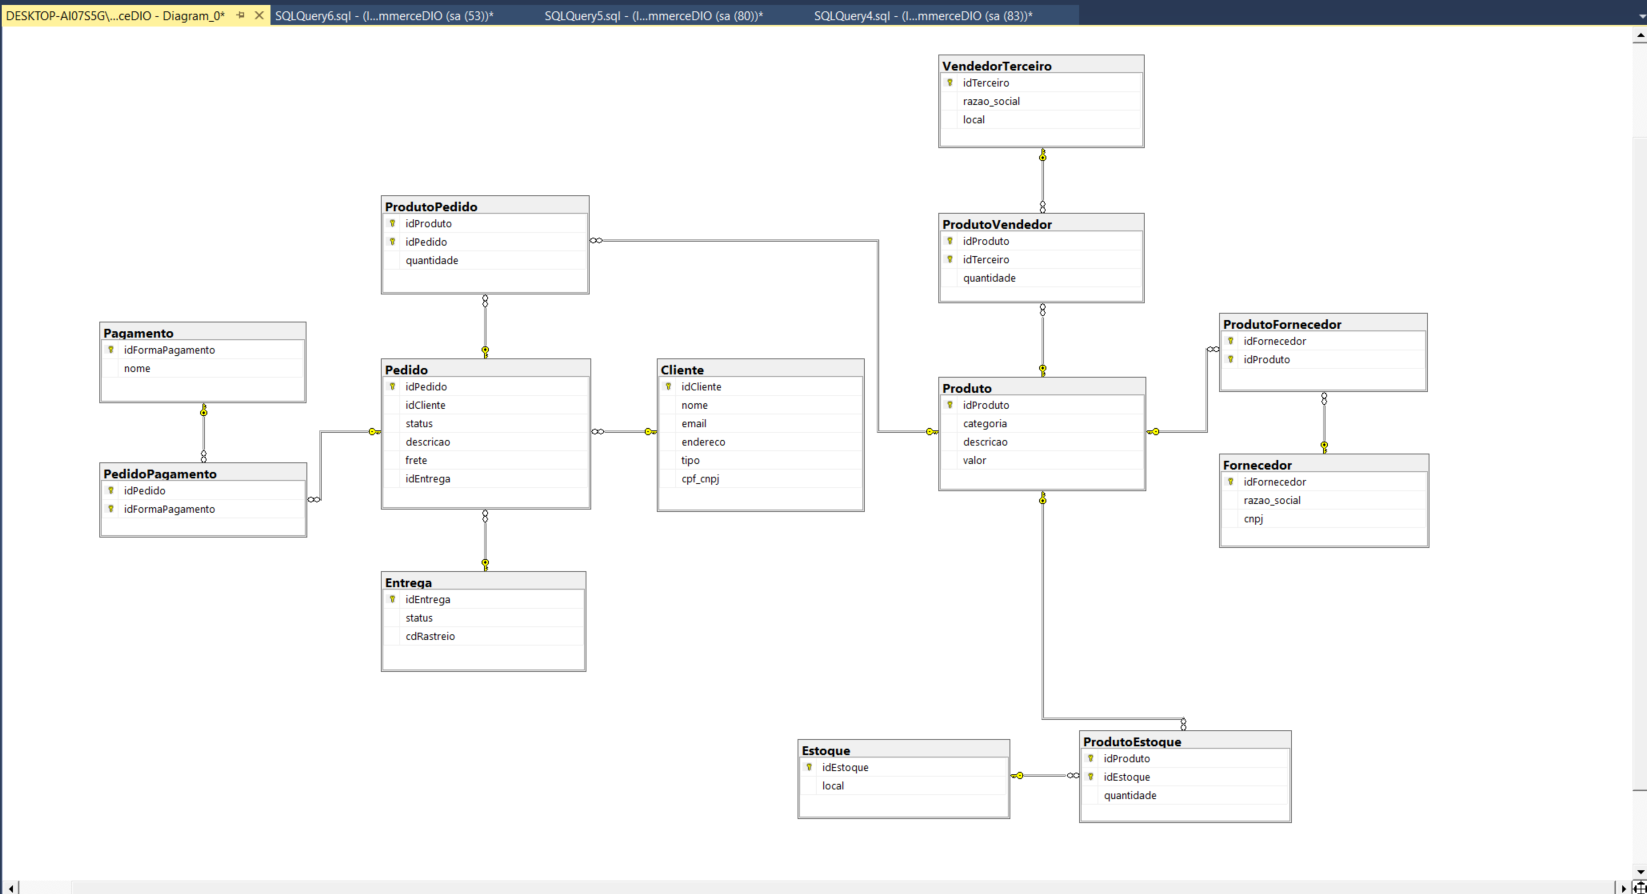 DESKTOP-AI07S5G\...ceDIO - Diagram_0*
SQLQuery6.sql - (l...mmerceDIO (sa (53))*
SQLQuery5.sql - (l...mmerceDIO (sa (80))*
SQLQuery4.sql - (l...mmerceDIO (sa (83))*
VendedorTerceiro
idTerceiro
razao_social
local
ProdutoPedido
idProduto
idPedido
quantidade
ProdutoVendedor
idProduto
idTerceiro
quantidade
Pagamento
idFormaPagamento
nome
ProdutoFornecedor
idFornecedor
idProduto
Pedido
idPedido
idCliente
status
descricao
frete
idEntrega
Cliente
idCliente
nome
email
endereco
tipo
cpf_cnpj
Produto
idProduto
categoria
descricao
valor
PedidoPagamento
idPedido
idFormaPagamento
Fornecedor
idFornecedor
razao_social
cnpj
Entrega
idEntrega
status
cdRastreio
Estoque
idEstoque
local
ProdutoEstoque
idProduto
idEstoque
quantidade